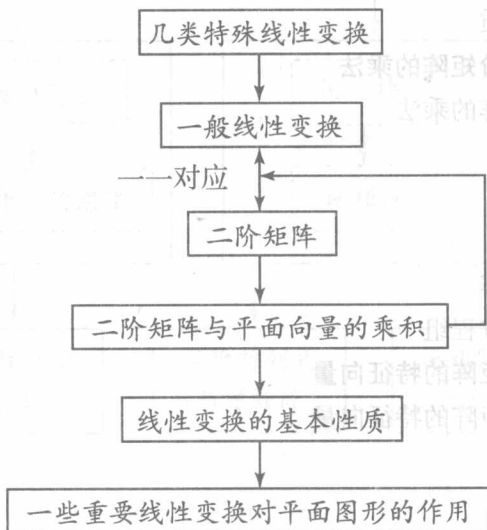 几类特殊线性变换
一般线性变换
一一对应
二阶矩阵
二阶矩阵与平面向量的乘积
线性变换的基本性质
一些重要线性变换对平面图形的作用